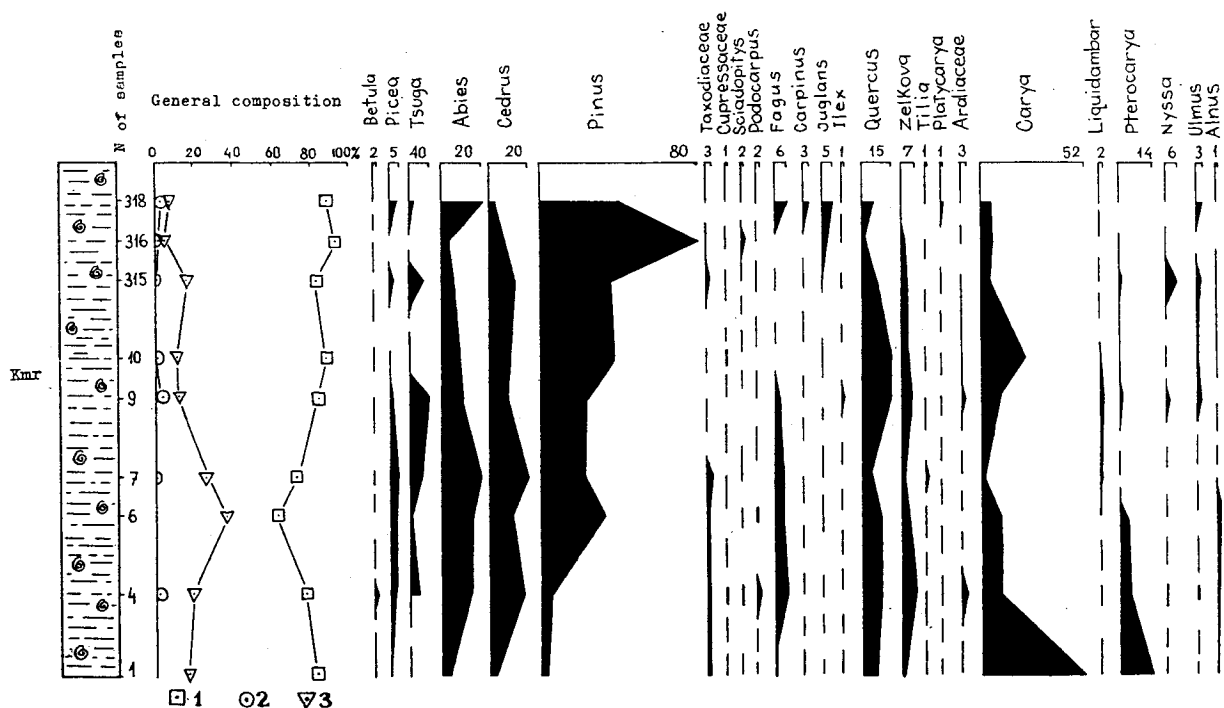 N of samples
General composition
0 20 40 60 80 100%
Betula
2
Picea
5
Tsuga
40
Abies
20
Cedrus
20
Pinus
80
Taxodiaceae
3
Cupressaceae
1
Sciadopitys
2
Podocarpus
2
Fagus
6
Carpinus
3
Juglans
5
Ilex
1
Quercus
15
Zelkova
7
Tilia
1
Platycarya
1
Araliaceae
3
Carya
52
Liquidambar
2
Pterocarya
14
Nyssa
6
Ulmus
3
Alnus
1
Kmr
318
316
315
10
9
7
6
4
1
1 2 3